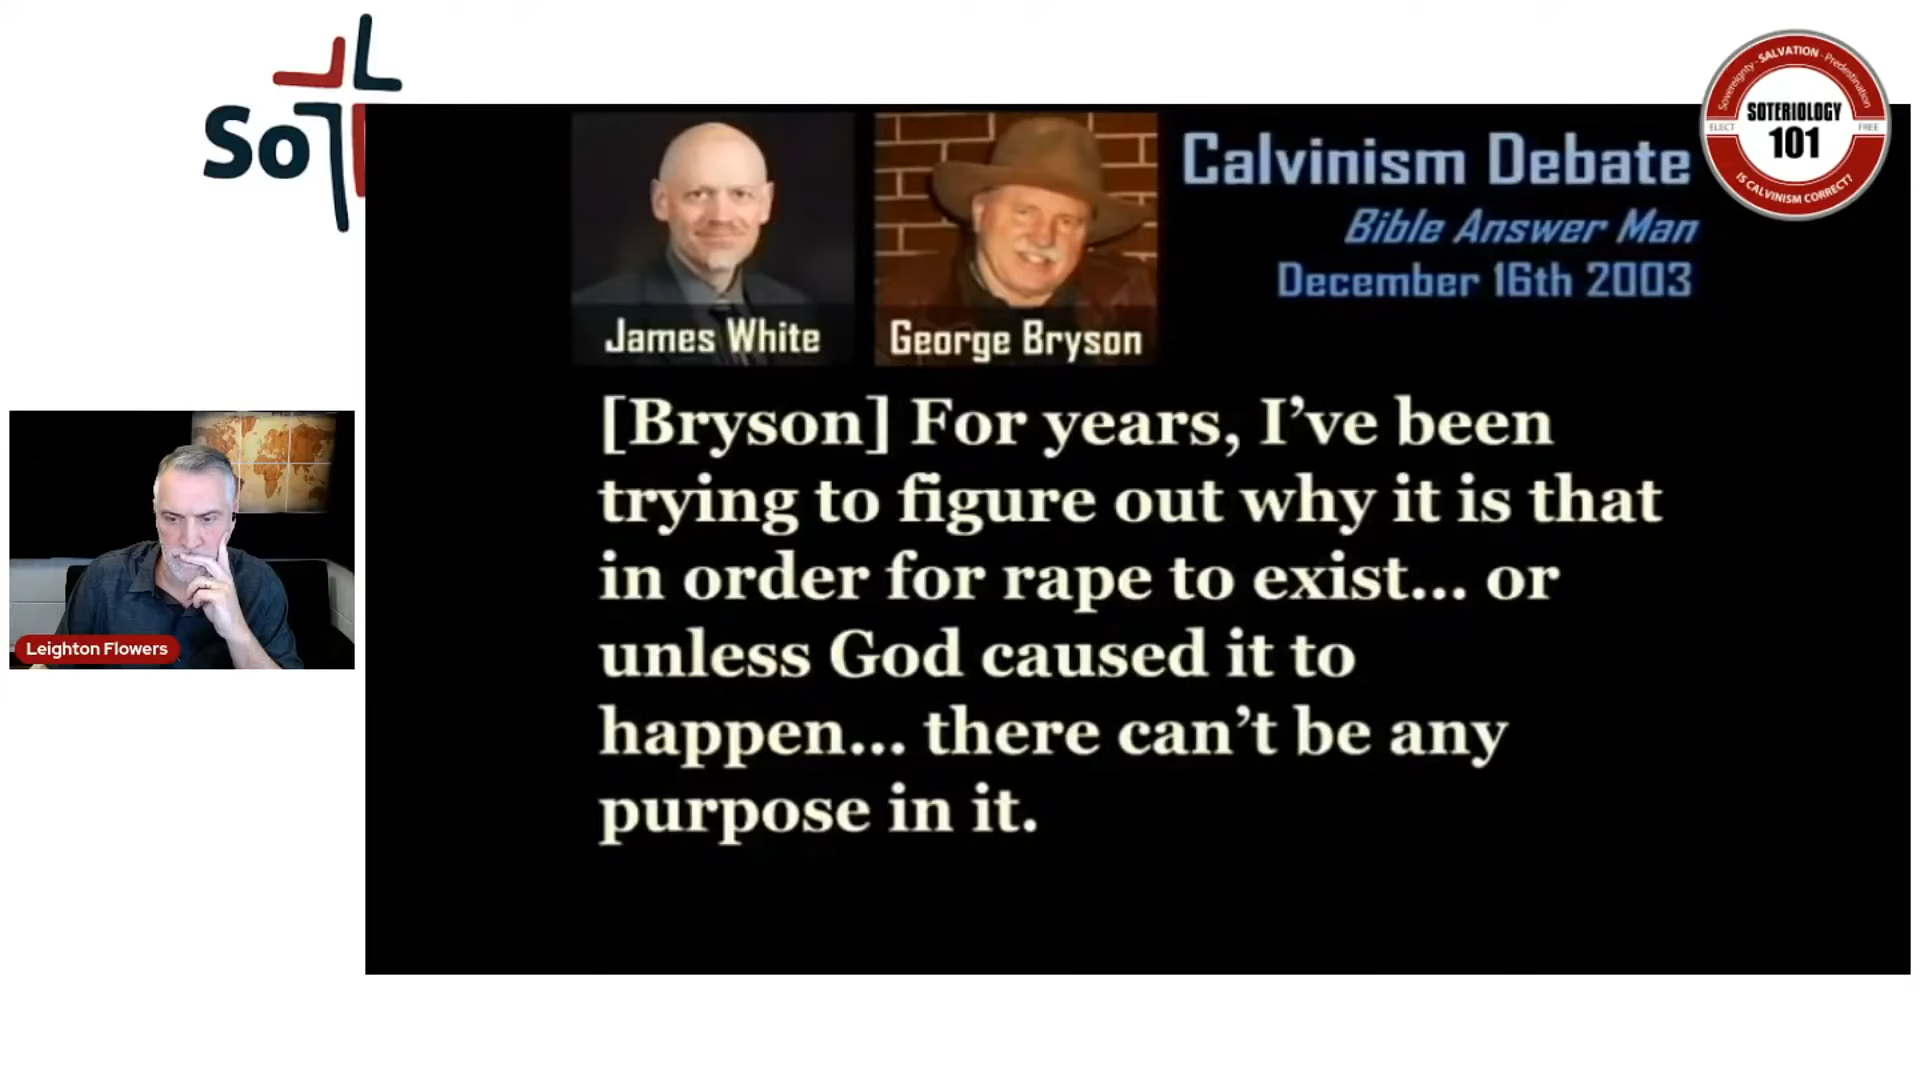 So
Sovereignty - SALVATION - Predestination
SOTERIOLOGY
ELECT
FREE
101
IS CALVINISM CORRECT?
Calvinism Debate
Bible Answer Man
December 16th 2003
James White
George Bryson
[Bryson] For years, I’ve been
trying to figure out why it is that
in order for rape to exist... or
unless God caused it to
happen... there can’t be any
purpose in it.
Leighton Flowers